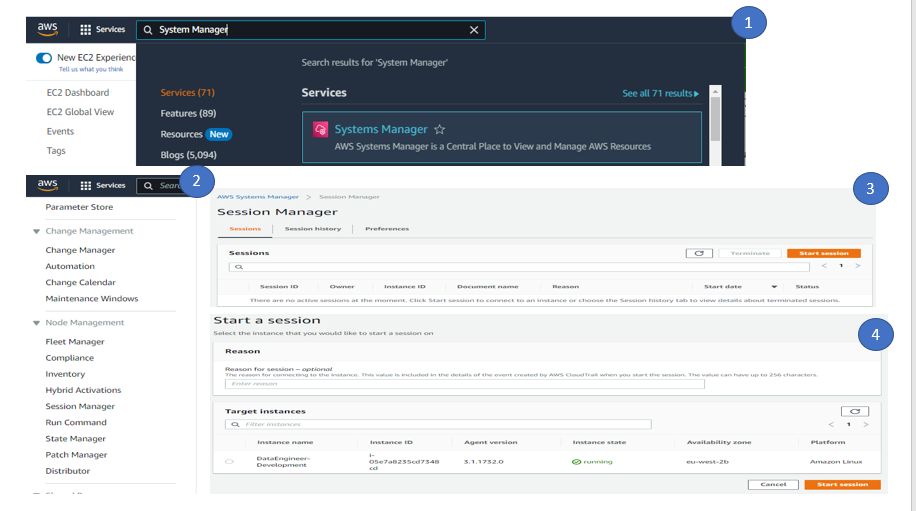 1
aws
Services
System Manager
New EC2 Experienc
Tell us what you think
EC2 Dashboard
EC2 Global View
Events
Tags
Search results for 'System Manager'
Services (71)
Features (89)
Resources New
Blogs (5,094)
Services
See all 71 results
Systems Manager
AWS Systems Manager is a Central Place to View and Manage AWS Resources
2
aws
Services
Sear
Parameter Store
Change Management
Change Manager
Automation
Change Calendar
Maintenance Windows
Node Management
Fleet Manager
Compliance
Inventory
Hybrid Activations
Session Manager
Run Command
State Manager
Patch Manager
Distributor
3
AWS Systems Manager > Session Manager
Session Manager
Sessions Session history Preferences
Sessions
Terminate Start session
< 1 >
Session ID Owner Instance ID Document name Reason Start date Status
There are no active sessions at the moment. Click Start session to connect to an instance or choose the Session history tab to view details about terminated sessions.
4
Start a session
Select the instance that you would like to start a session on
Reason
Reason for session – optional
The reason for connecting to the instance. This value is included in the details of the event created by AWS CloudTrail when you start the session. The value can have up to 256 characters.
Enter reason
Target instances
Filter instances
< 1 >
Instance name Instance ID Agent version Instance state Availability zone Platform
DataEngineer-Development i-05e7a8235cd7348cd 3.1.1732.0 running eu-west-2b Amazon Linux
Cancel Start session